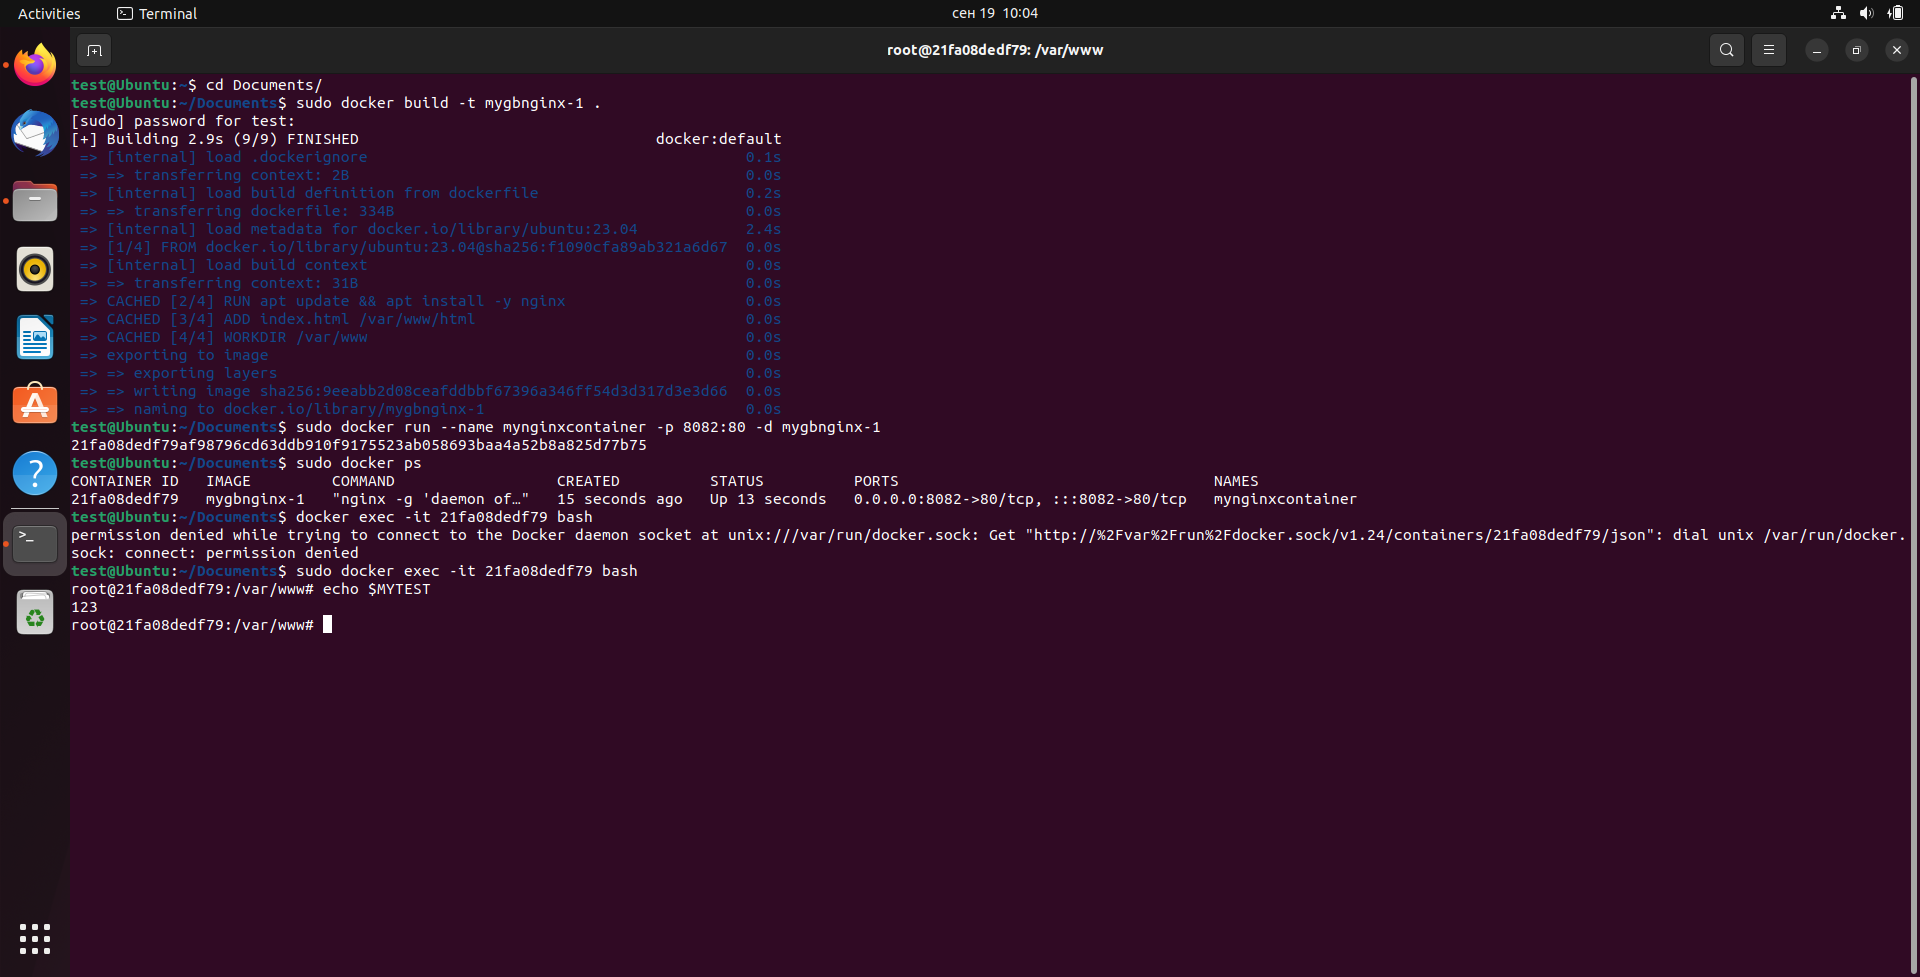 Activities
Terminal
сен 19 10:04
root@21fa08dedf79: /var/www
test@Ubuntu:~$ cd Documents/
test@Ubuntu:~/Documents$ sudo docker build -t mygbnginx-1 .
[sudo] password for test:
[+] Building 2.9s (9/9) FINISHED docker:default
=> [internal] load .dockerignore 0.1s
=> => transferring context: 2B 0.0s
=> [internal] load build definition from dockerfile 0.2s
=> => transferring dockerfile: 334B 0.0s
=> [internal] load metadata for docker.io/library/ubuntu:23.04 2.4s
=> [1/4] FROM docker.io/library/ubuntu:23.04@sha256:f1090cfa89ab321a6d67 0.0s
=> [internal] load build context 0.0s
=> => transferring context: 31B 0.0s
=> CACHED [2/4] RUN apt update && apt install -y nginx 0.0s
=> CACHED [3/4] ADD index.html /var/www/html 0.0s
=> CACHED [4/4] WORKDIR /var/www 0.0s
=> exporting to image 0.0s
=> => exporting layers 0.0s
=> => writing image sha256:9eeabb2d08ceafddbbf67396a346ff54d3d317d3e3d66 0.0s
=> => naming to docker.io/library/mygbnginx-1 0.0s
test@Ubuntu:~/Documents$ sudo docker run --name mynginxcontainer -p 8082:80 -d mygbnginx-1
21fa08dedf79af98796cd63ddb910f9175523ab058693baa4a52b8a825d77b75
test@Ubuntu:~/Documents$ sudo docker ps
CONTAINER ID IMAGE COMMAND CREATED STATUS PORTS NAMES
21fa08dedf79 mygbnginx-1 "nginx -g 'daemon of…" 15 seconds ago Up 13 seconds 0.0.0.0:8082->80/tcp, :::8082->80/tcp mynginxcontainer
test@Ubuntu:~/Documents$ docker exec -it 21fa08dedf79 bash
permission denied while trying to connect to the Docker daemon socket at unix:///var/run/docker.sock: Get "http://%2Fvar%2Frun%2Fdocker.sock/v1.24/containers/21fa08dedf79/json": dial unix /var/run/docker.
sock: connect: permission denied
test@Ubuntu:~/Documents$ sudo docker exec -it 21fa08dedf79 bash
root@21fa08dedf79:/var/www# echo $MYTEST
123
root@21fa08dedf79:/var/www#